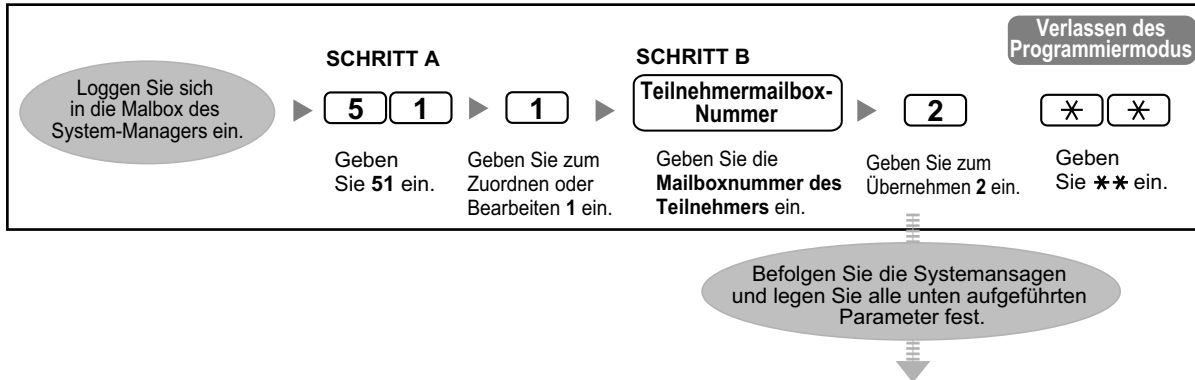 Verlassen des
Programmiermodus
SCHRITT A
SCHRITT B
Loggen Sie sich
in die Malbox des
System-Managers ein.
5 1
1
Teilnehmermailbox-
Nummer
2
* *
Geben
Sie 51 ein.
Geben Sie zum
Zuordnen oder
Bearbeiten 1 ein.
Geben Sie die
Mailboxnummer des
Teilnehmers ein.
Geben Sie zum
Übernehmen 2 ein.
Geben
Sie ** ein.
Befolgen Sie die Systemansagen
und legen Sie alle unten aufgeführten
Parameter fest.